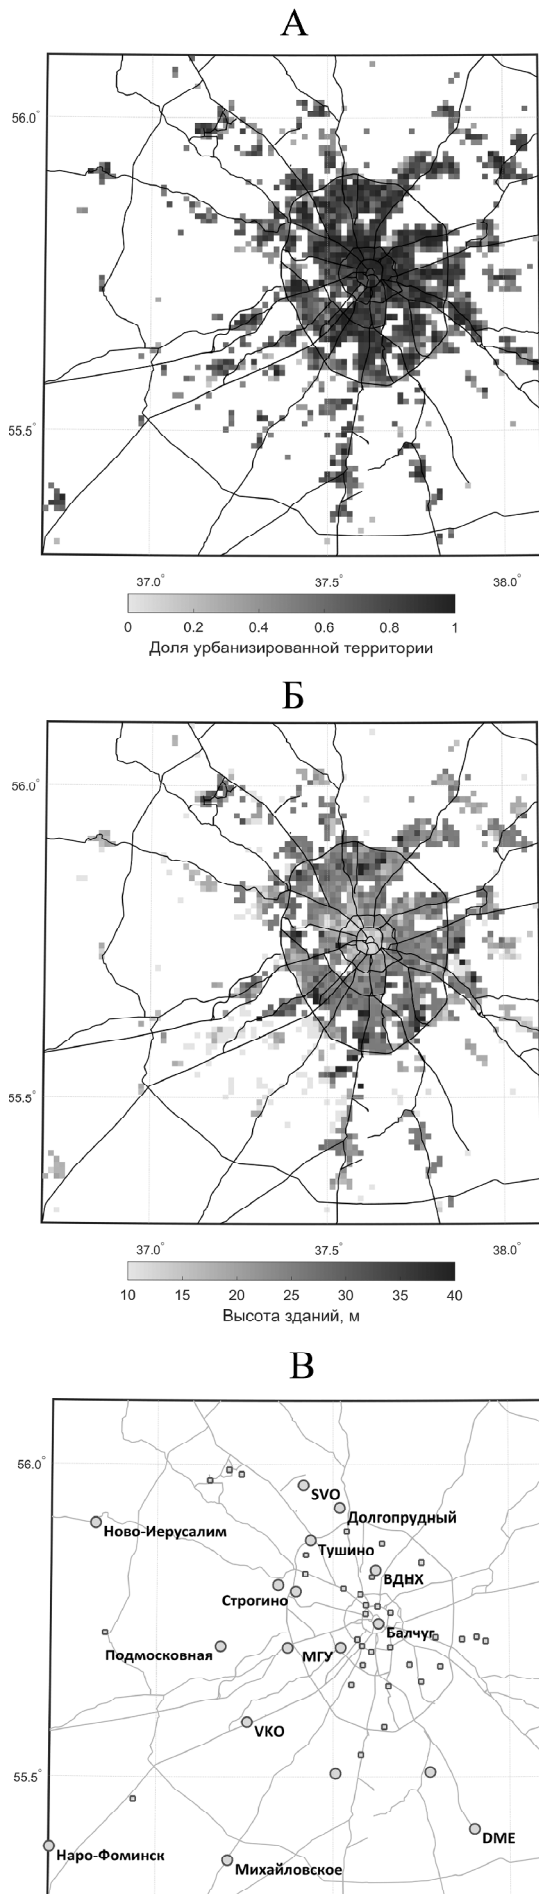 А
56.0°
55.5°
37.0° 37.5° 38.0°
0 0.2 0.4 0.6 0.8 1
Доля урбанизированной территории
Б
56.0°
55.5°
37.0° 37.5° 38.0°
10 15 20 25 30 35 40
Высота зданий, м
В
56.0°
SVO
Долгопрудный
Ново-Иерусалим
Тушино
ВДНХ
Строгино
Балчуг
Подмосковная
МГУ
VKO
55.5°
DME
Наро-Фоминск
Михайловское